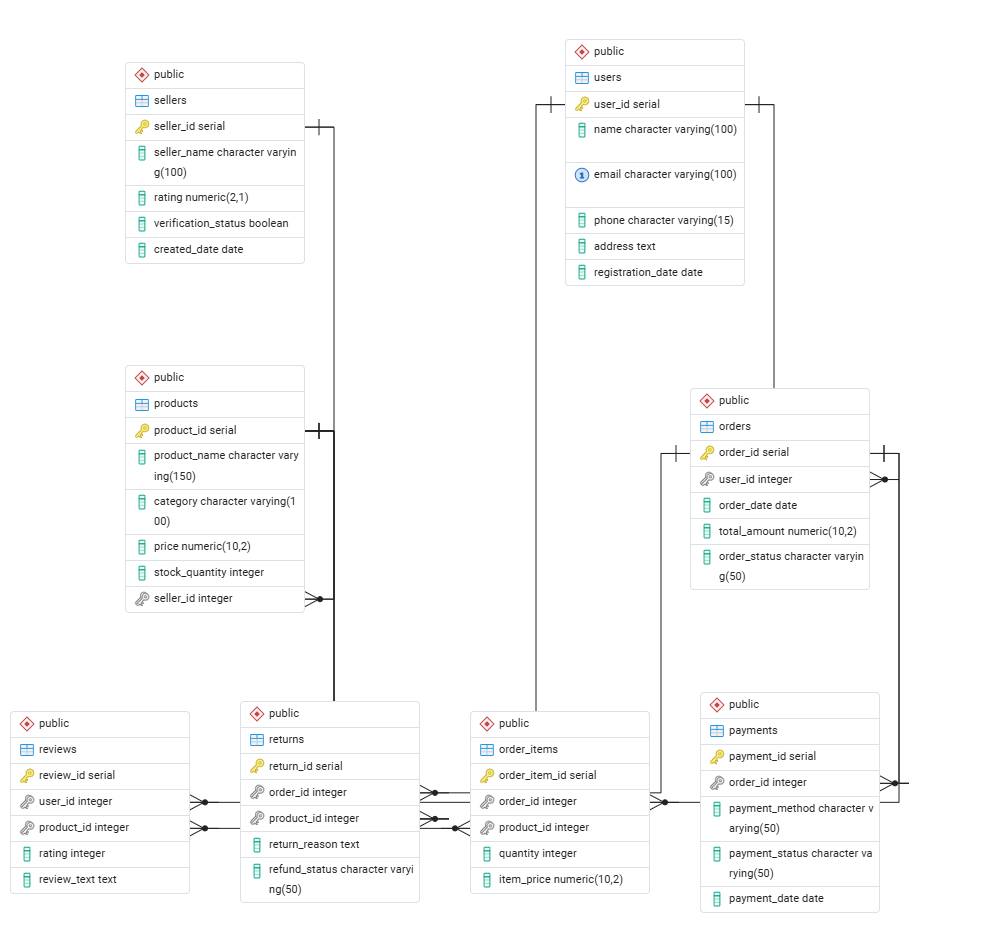 public
sellers
seller_id serial
seller_name character varyin
g(100)
rating numeric(2,1)
verification_status boolean
created_date date
public
users
user_id serial
name character varying(100)
1
email character varying(100)
phone character varying(15)
address text
registration_date date
public
products
product_id serial
product_name character vary
ing(150)
category character varying(1
00)
price numeric(10,2)
stock_quantity integer
seller_id integer
public
orders
order_id serial
user_id integer
order_date date
total_amount numeric(10,2)
order_status character varyin
g(50)
public
reviews
review_id serial
user_id integer
product_id integer
rating integer
review_text text
public
returns
return_id serial
order_id integer
product_id integer
return_reason text
refund_status character varyi
ng(50)
public
order_items
order_item_id serial
order_id integer
product_id integer
quantity integer
item_price numeric(10,2)
public
payments
payment_id serial
order_id integer
payment_method character v
arying(50)
payment_status character va
rying(50)
payment_date date